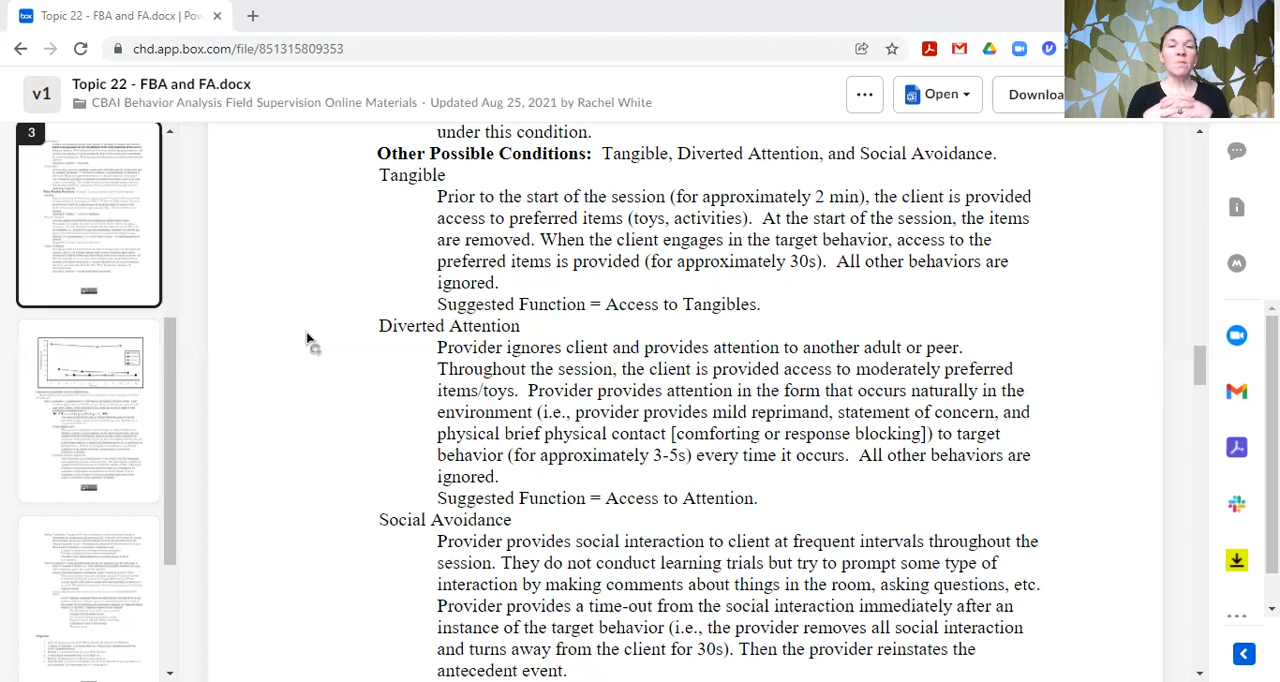 Topic 22 - FBA and FA.docx | Pow
chd.app.box.com/file/851315809353
v1
Topic 22 - FBA and FA.docx
CBAI Behavior Analysis Field Supervision Online Materials · Updated Aug 25, 2021 by Rachel White
Open
Downloa
3
under this condition.
Other Possible Conditions: Tangible, Diverted Attention, and Social Avoidance.
Tangible
Prior to the start of the session (for approximately 2 min), the client is provided
access to preferred items (toys, activities). At the start of the session, the items
are removed. When the client engages in the target behavior, access to the
preferred items is provided (for approximately 30s). All other behaviors are
ignored.
Suggested Function = Access to Tangibles.
Diverted Attention
Provider ignores client and provides attention to another adult or peer.
Throughout the session, the client is provided access to moderately preferred
items/toys. Provider provides attention in the form that occurs naturally in the
environment (i.e., provider provides mild reprimand, statement of concern, and
possible physical contact [comforting or response blocking]) to target
behavior (for approximately 3-5s) every time it occurs. All other behaviors are
ignored.
Suggested Function = Access to Attention.
Social Avoidance
Provider delivers social interaction to client at frequent intervals throughout the
session. They do not conduct training trials but try to prompt some type of
interaction by making comments about things in the room, asking questions, etc.
Provider provides a time-out from the social interaction immediately after an
instance of the target behavior (i.e., the provider removes all social interaction
and turns away from the client for 30s). Then the provider reinstates the
antecedent event.